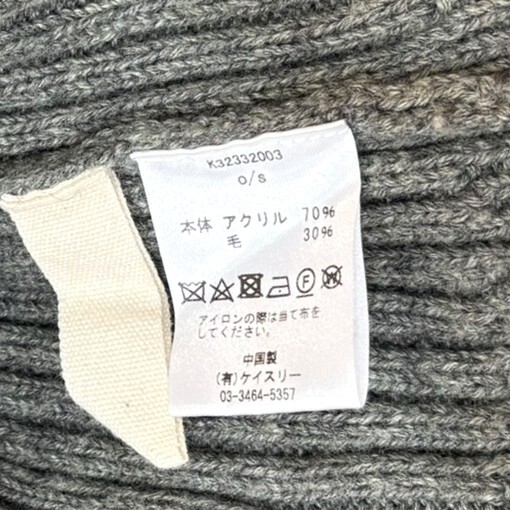 K32332003
o/s
本体 アクリル 70%
毛 30%
F W
アイロンの際は当て布を
してください。
中国製
(有)ケイスリー
03-3464-5357